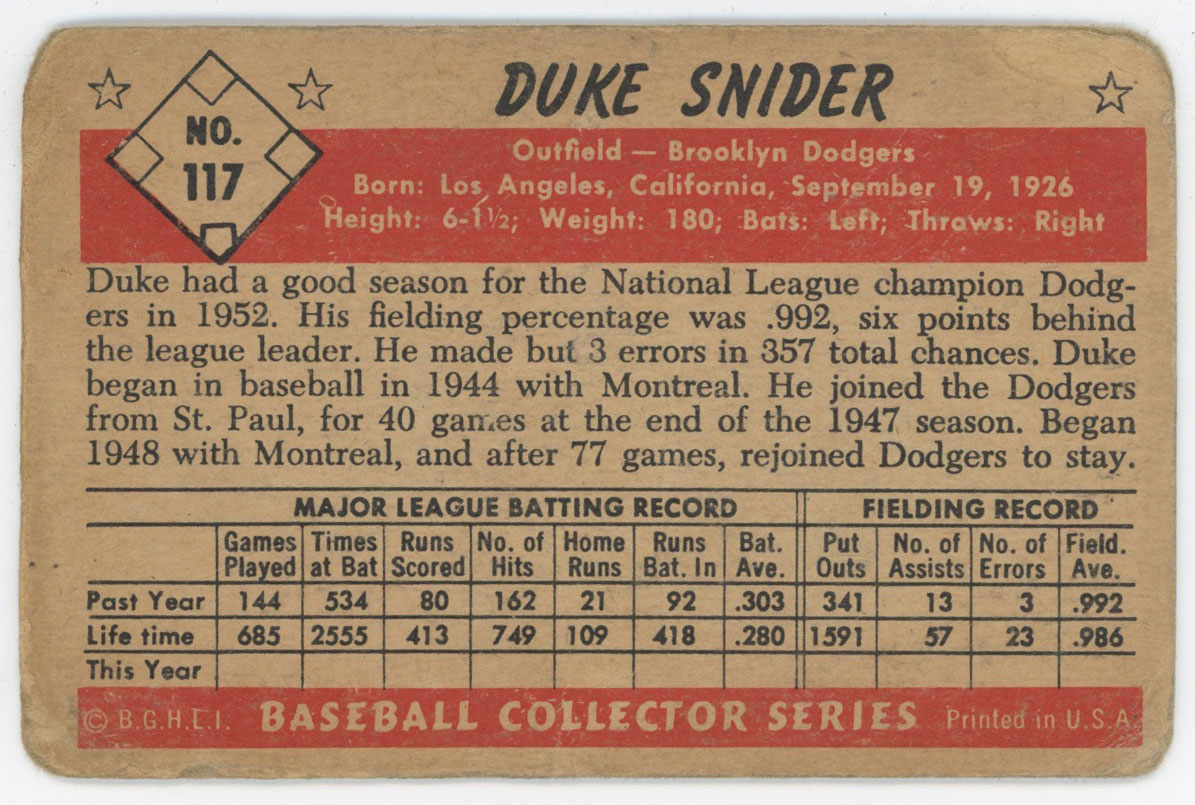 DUKE SNIDER
NO.
117
Outfield — Brooklyn Dodgers
Born: Los Angeles, California, September 19, 1926
Height: 6-1½; Weight: 180; Bats: Left; Throws: Right
Duke had a good season for the National League champion Dodg-
ers in 1952. His fielding percentage was .992, six points behind
the league leader. He made but 3 errors in 357 total chances. Duke
began in baseball in 1944 with Montreal. He joined the Dodgers
from St. Paul, for 40 games at the end of the 1947 season. Began
1948 with Montreal, and after 77 games, rejoined Dodgers to stay.
MAJOR LEAGUE BATTING RECORD FIELDING RECORD
Games Times Runs No. of Home Runs Bat. Put No. of No. of Field.
Played at Bat Scored Hits Runs Bat. In Ave. Outs Assists Errors Ave.
Past Year 144 534 80 162 21 92 .303 341 13 3 .992
Life time 685 2555 413 749 109 418 .280 1591 57 23 .986
This Year
© B.G.H.L.I. BASEBALL COLLECTOR SERIES Printed in U.S.A.